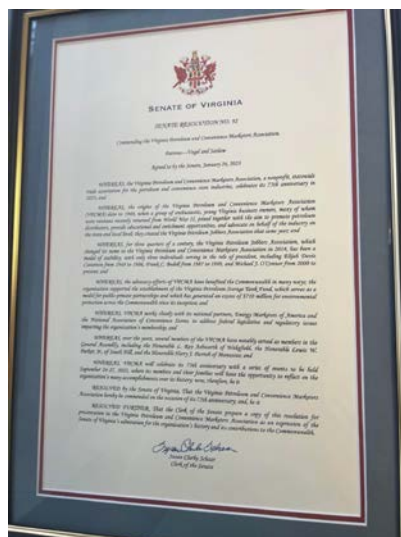 SENATE OF VIRGINIA
SENATE RESOLUTION NO. 92
Commending the Virginia Petroleum and Convenience Marketers Association.
Agreed to by the Senate, January 26, 2023
WHEREAS, the Virginia Petroleum and Convenience Marketers Association, a nonprofit, statewide
trade association for the petroleum and convenience store industries, celebrates its 75th anniversary in
2023; and
WHEREAS, the origins of the Virginia Petroleum and Convenience Marketers Association
(VPCMA) date to 1948, when a group of enthusiastic, young Virginia business owners, many of whom
were veterans recently returned from World War II, joined together with the aim to promote petroleum
distributors, provide educational and enrichment opportunities, and advocate on behalf of the industry on
the state and local level; they created the Virginia Petroleum Jobbers Association that same year; and
WHEREAS, for three quarters of a century, the Virginia Petroleum Jobbers Association, which
changed its name to the Virginia Petroleum and Convenience Marketers Association in 2014, has been a
model of stability, with only three individuals serving in the role of president, including Elijah
from 1948 to 1986, Frank C. from 1987 to 1999, and Michael J. O'Connor from 2000 to
present; and
WHEREAS, the advocacy efforts of VPCMA have benefited the Commonwealth in many ways; the
organization supported the establishment of the Virginia Petroleum Storage Tank Fund, which serves as a
model for public-private partnerships and which has generated an excess of million for environmental
protection across the Commonwealth since its inception; and
WHEREAS, VPCMA works closely with its national partners, Energy Marketers of America and
the National Association of Convenience Stores, to address federal legislative and regulatory issues
impacting the organization's membership; and
WHEREAS, over the years, several members of the VPCMA have notably served as members in the
General Assembly, including the Honorable L. Ray Ashworth of Wakefield, the Honorable Lewis W.
Parker, Jr., of South Hill, and the Honorable Harry J. Parrish of Manassas; and
WHEREAS, VPCMA will celebrate its 75th anniversary with a series of events to be held
September 24-27, 2023, where its members and their families will have the opportunity to reflect on the
organization's many accomplishments over its history; now, therefore, be it
RESOLVED by the Senate of Virginia, That the Virginia Petroleum and Convenience Marketers
Association hereby be commended on the occasion of its 75th anniversary; and, be it
RESOLVED FURTHER, That the Clerk of the Senate prepare a copy of this resolution for
presentation to the Virginia Petroleum and Convenience Marketers Association as an expression of the
Senate of Virginia's admiration for the organization's history and its contributions to the Commonwealth.
Susan Clarke Schaar
Susan Clarke Schaar
Clerk of the Senate